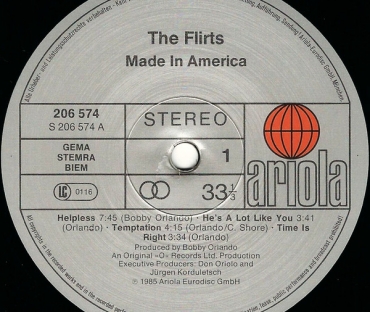 The Flirts
Made In America
206 574
S 206 574 A
STEREO
GEMA
STEMRA
BIEM
1
LC 0116
33 1/3
ariola
Helpless 7:45 (Bobby Orlando) · He's A Lot Like You 3:41
(Orlando) · Temptation 4:15 (Orlando/C. Shore) · Time Is
Right 3:34 (Orlando)
Produced by Bobby Orlando
An Original »O« Records Ltd. Production
Executive Producers: Don Oriolo and
Jürgen Korduletsch
℗ 1985 Ariola Eurodisc GmbH